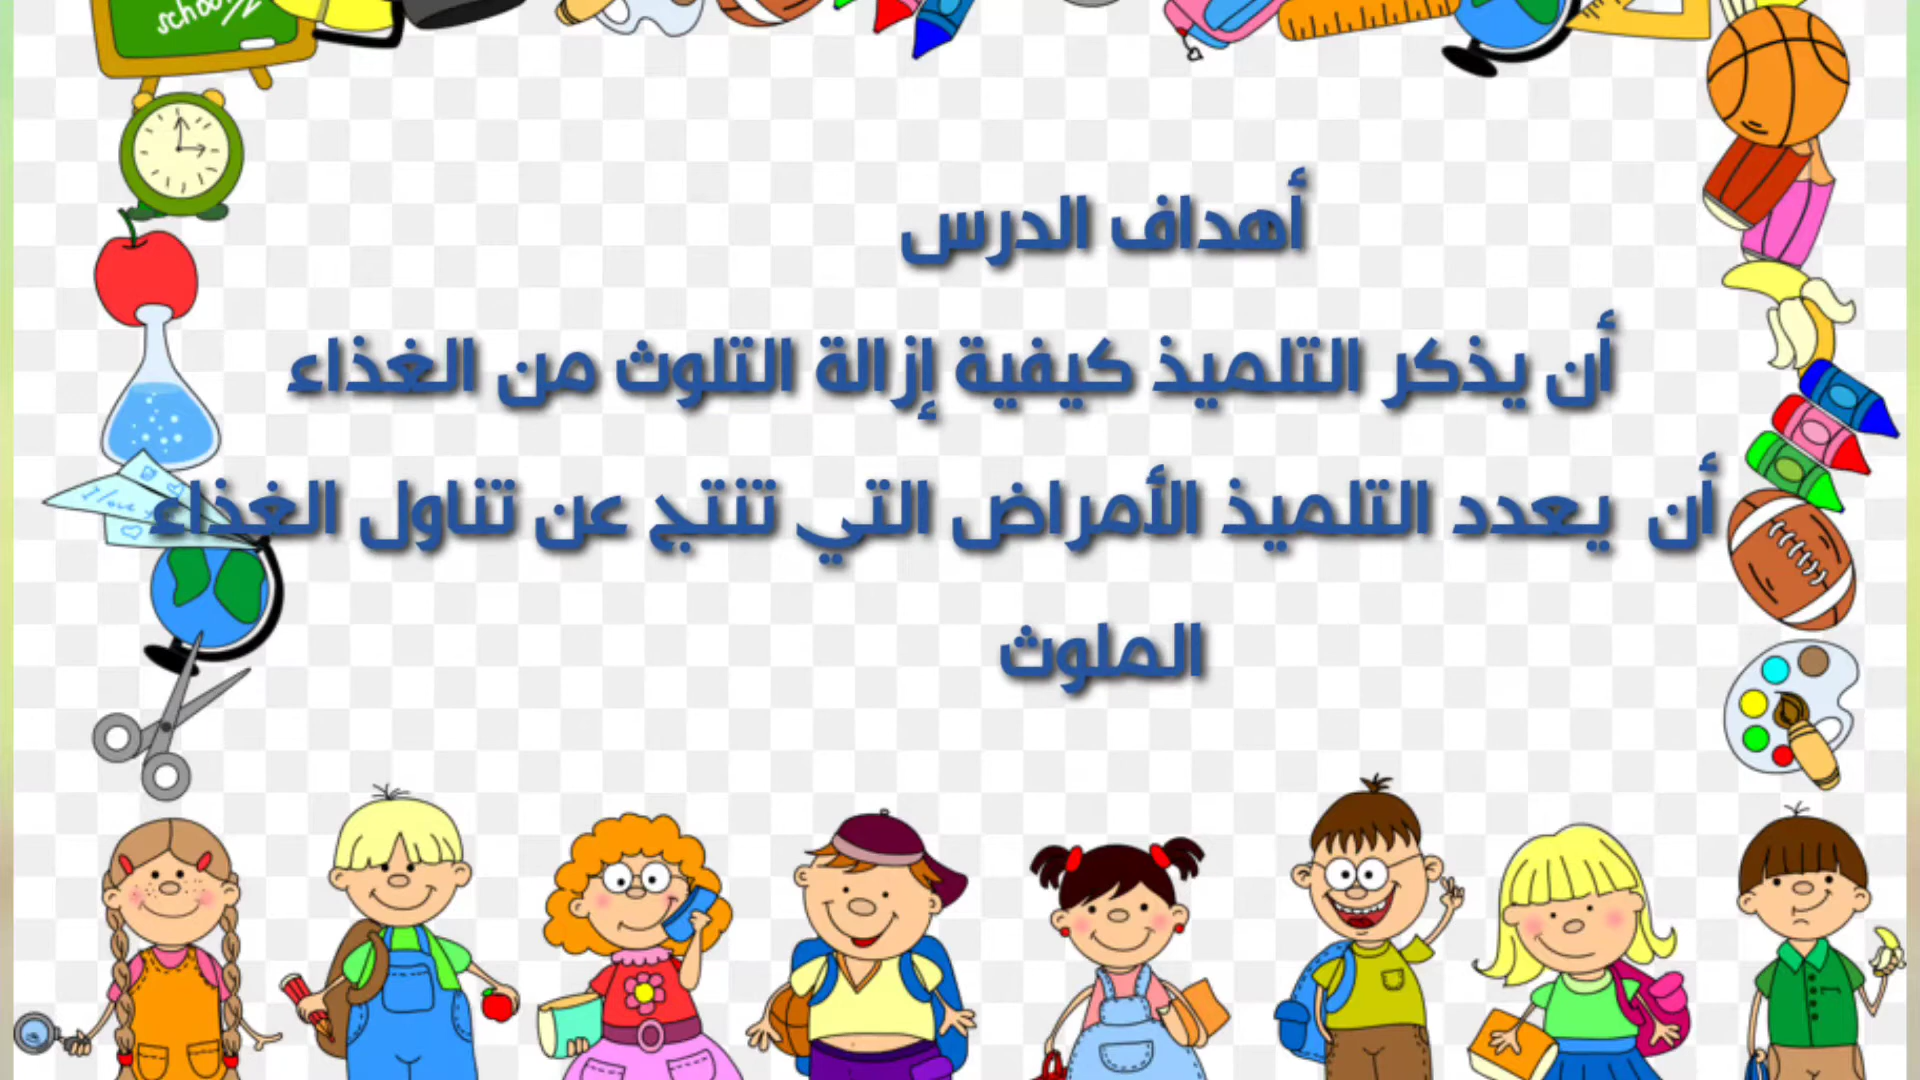 school
أهداف الدرس
أن يذكر التلميذ كيفية إزالة التلوث من الغذاء
أن يعدد التلميذ الأمراض التي تنتج عن تناول الغذاء
الملوث